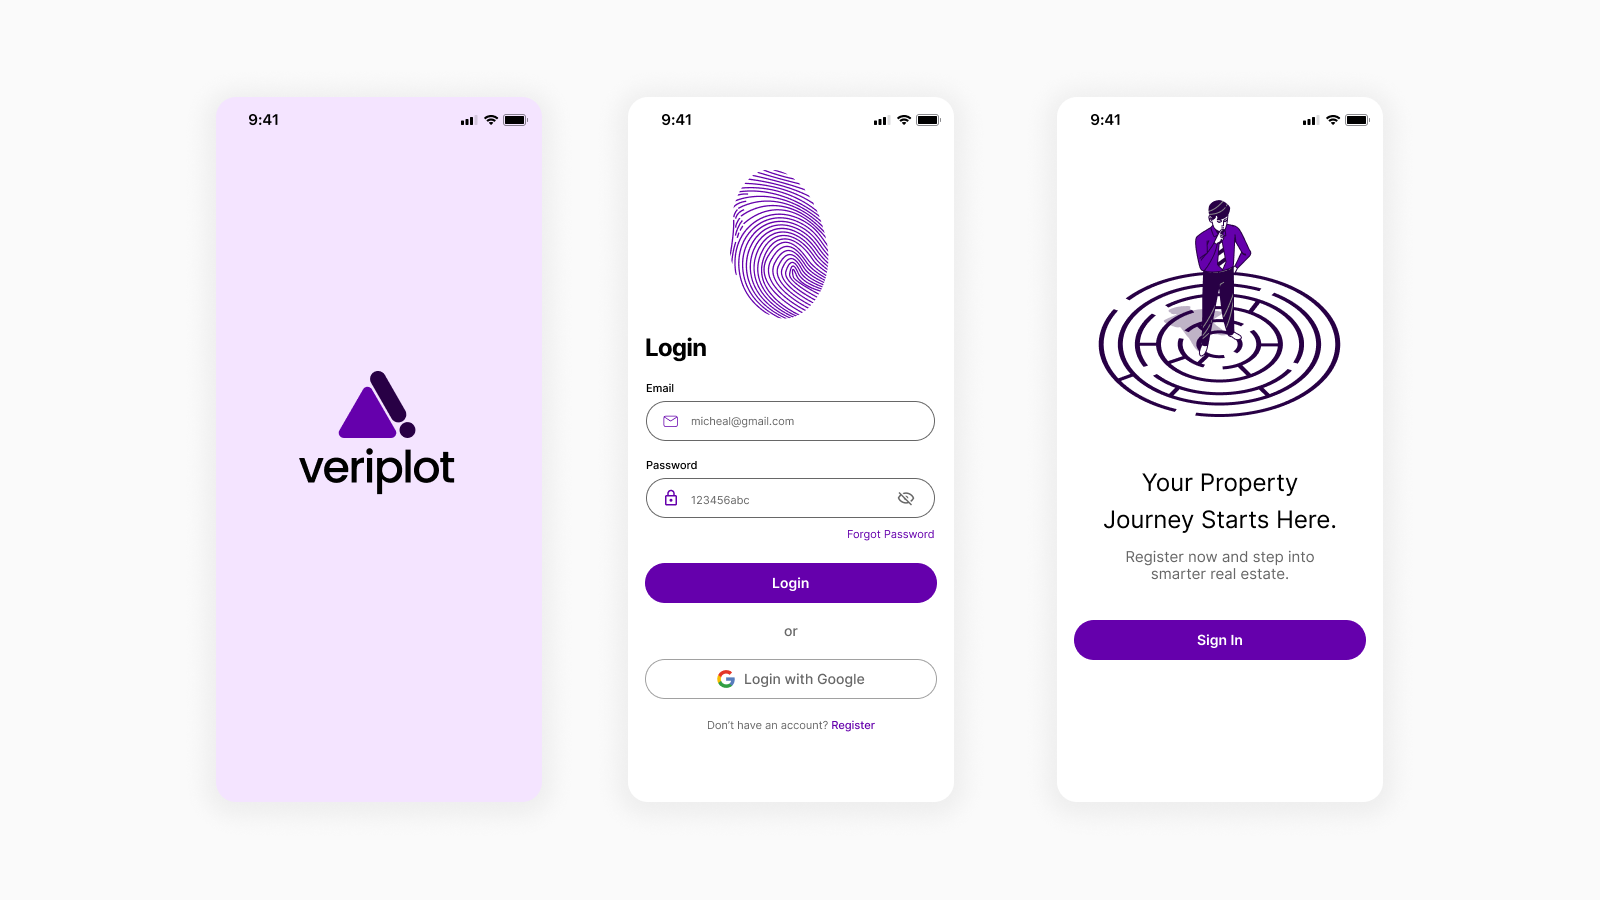 9:41
veriplot
9:41
Login
Email
micheal@gmail.com
Password
123456abc
Forgot Password
Login
or
Login with Google
Don't have an account? Register
9:41
Your Property
Journey Starts Here.
Register now and step into
smarter real estate.
Sign In